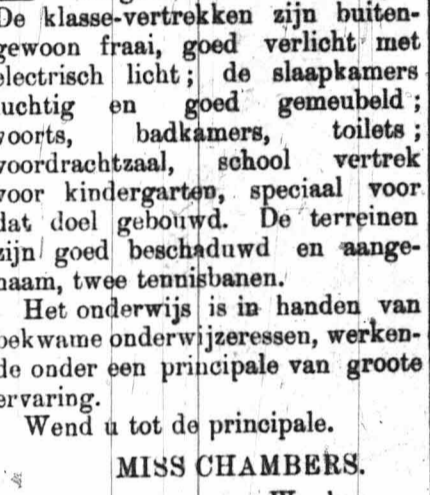 De klasse-vertrekken zijn buiten-
gewoon fraai, goed verlicht met
electrisch licht; de slaapkamers
luchtig en goed gemeubeld;
voorts, badkamers, toilets;
voordrachtzaal, school vertrek
voor kindergarten, speciaal voor
dat doel gebouwd. De terreinen
zijn goed beschaduwd en aange-
naam, twee tennisbanen.
Het onderwijs is in handen van
bekwame onderwijzeressen, werken-
de onder een principale van groote
ervaring.
Wend u tot de principale.
MISS CHAMBERS.